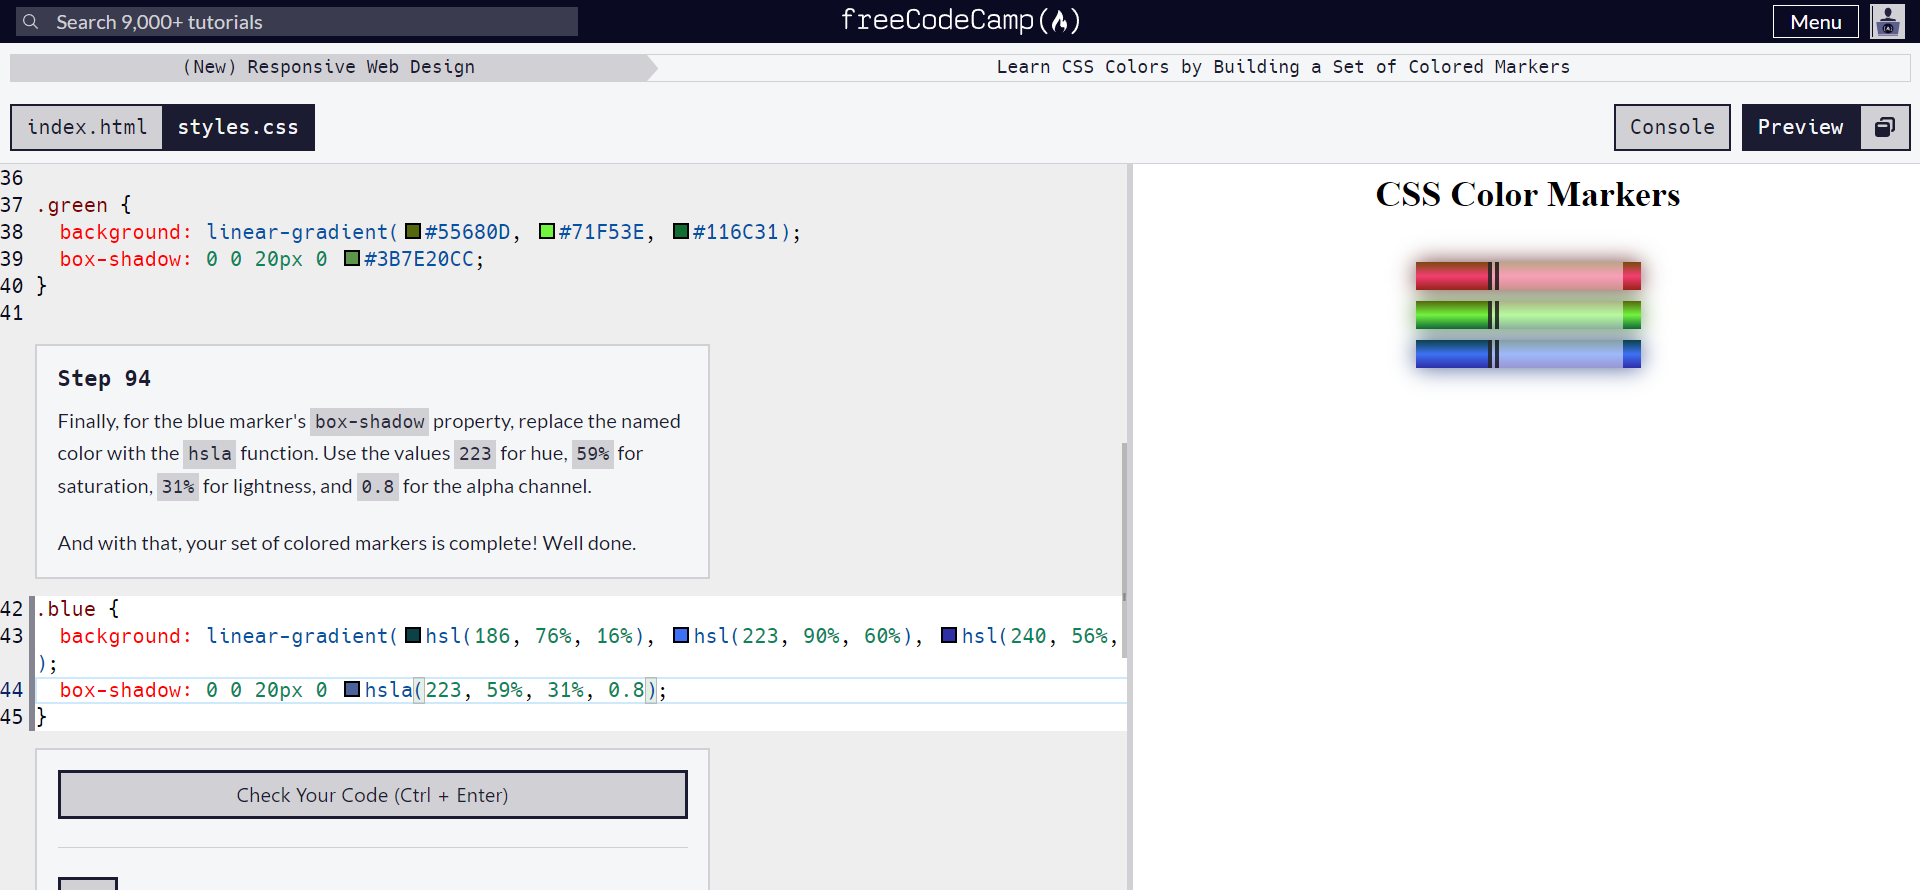 Search 9,000+ tutorials
freeCodeCamp
Menu
(New) Responsive Web Design
Learn CSS Colors by Building a Set of Colored Markers
index.html
styles.css
Console
Preview
36
37 .green {
38 background: linear-gradient(#55680D, #71F53E, #116C31);
39 box-shadow: 0 0 20px 0 #3B7E20CC;
40 }
41
Step 94
Finally, for the blue marker's box-shadow property, replace the named
color with the hsla function. Use the values 223 for hue, 59% for
saturation, 31% for lightness, and 0.8 for the alpha channel.
And with that, your set of colored markers is complete! Well done.
42 .blue {
43 background: linear-gradient(hsl(186, 76%, 16%), hsl(223, 90%, 60%), hsl(240, 56%,
);
44 box-shadow: 0 0 20px 0 hsla(223, 59%, 31%, 0.8);
45 }
Check Your Code (Ctrl + Enter)
CSS Color Markers